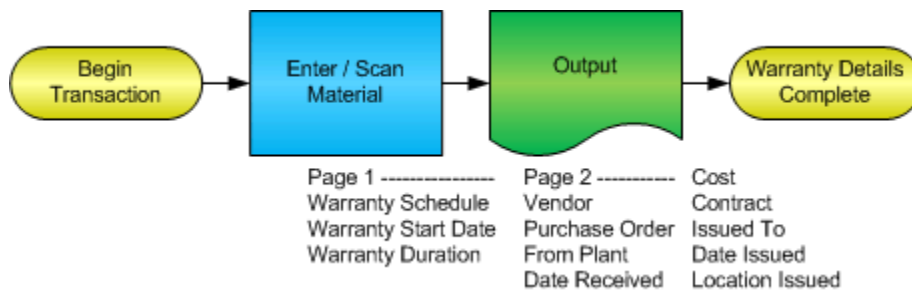 Begin
Transaction
Enter / Scan
Material
Output
Warranty Details
Complete
Page 1 -----------------
Warranty Schedule
Warranty Start Date
Warranty Duration
Page 2 -----------
Vendor
Purchase Order
From Plant
Date Received
Cost
Contract
Issued To
Date Issued
Location Issued